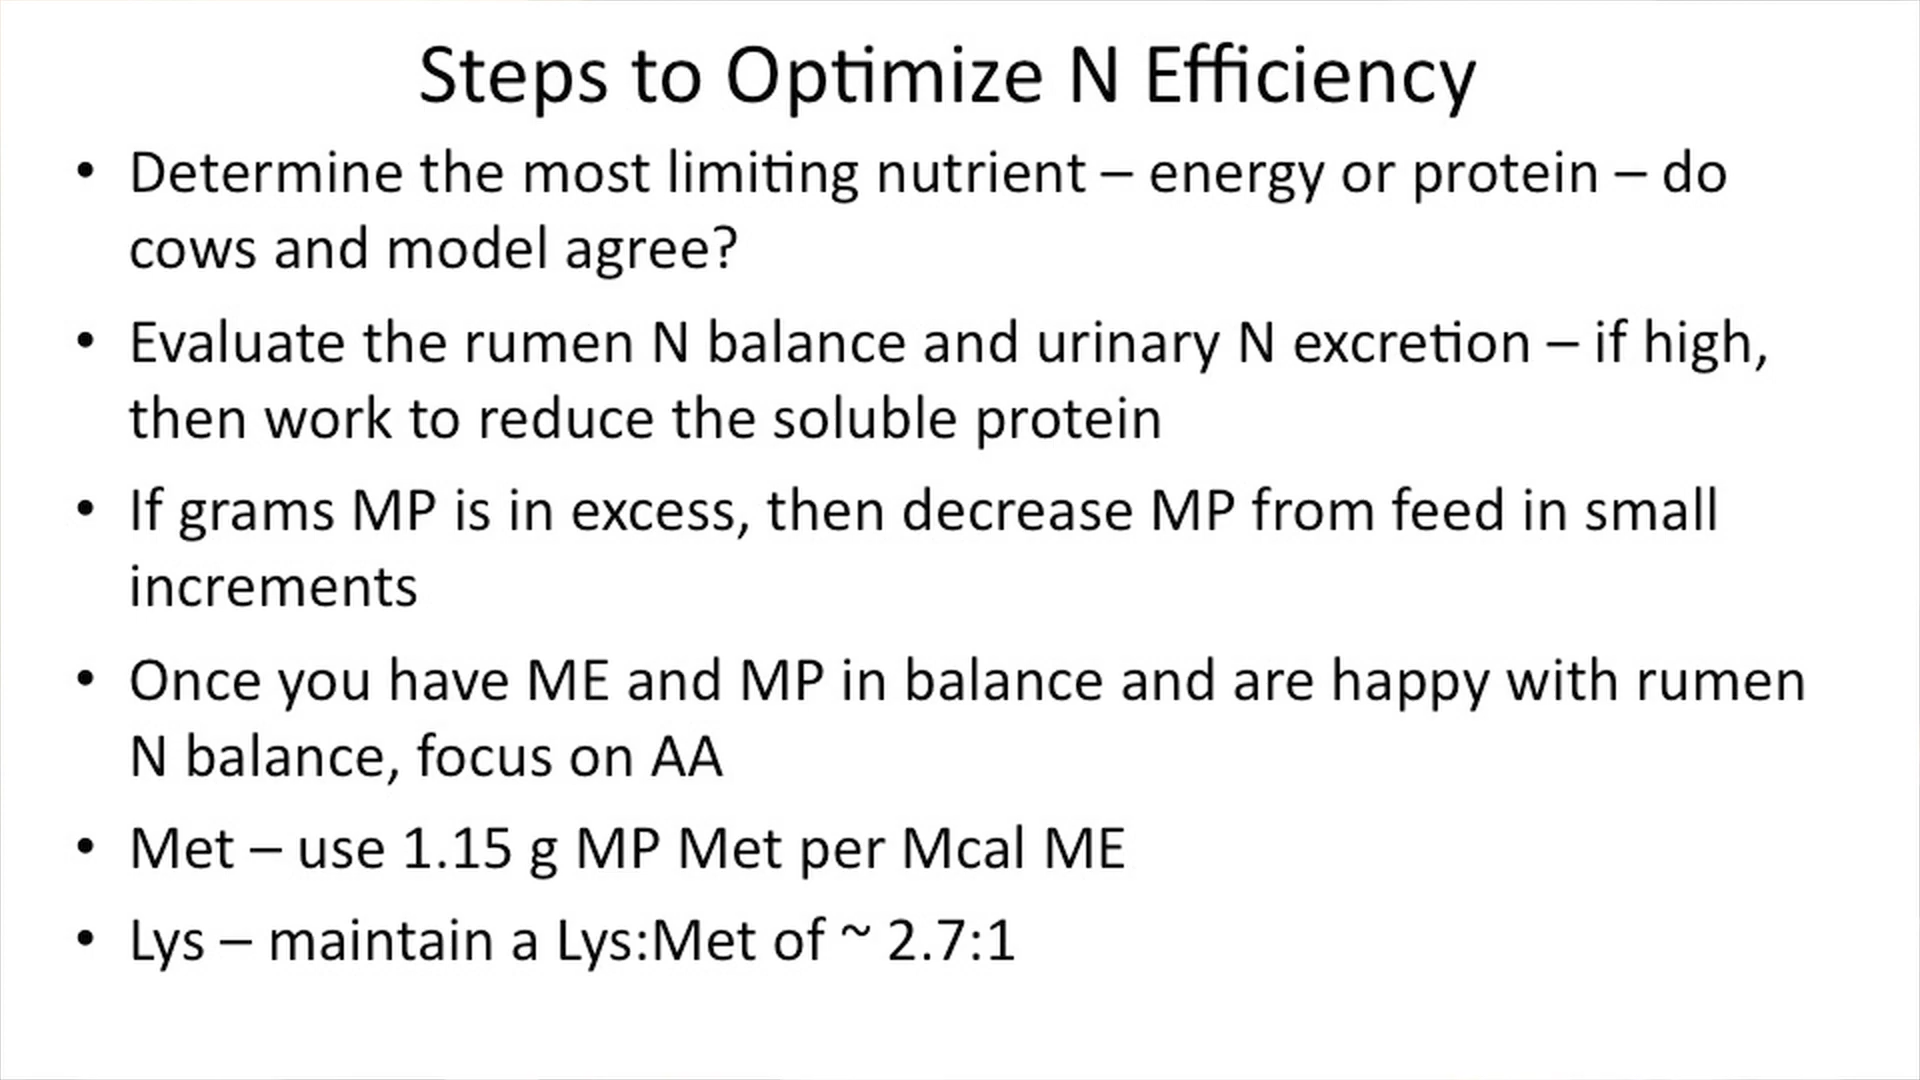 Steps to Optimize N Efficiency
• Determine the most limiting nutrient – energy or protein – do
cows and model agree?
• Evaluate the rumen N balance and urinary N excretion – if high,
then work to reduce the soluble protein
• If grams MP is in excess, then decrease MP from feed in small
increments
• Once you have ME and MP in balance and are happy with rumen
N balance, focus on AA
• Met – use 1.15 g MP Met per Mcal ME
• Lys – maintain a Lys:Met of ~ 2.7:1